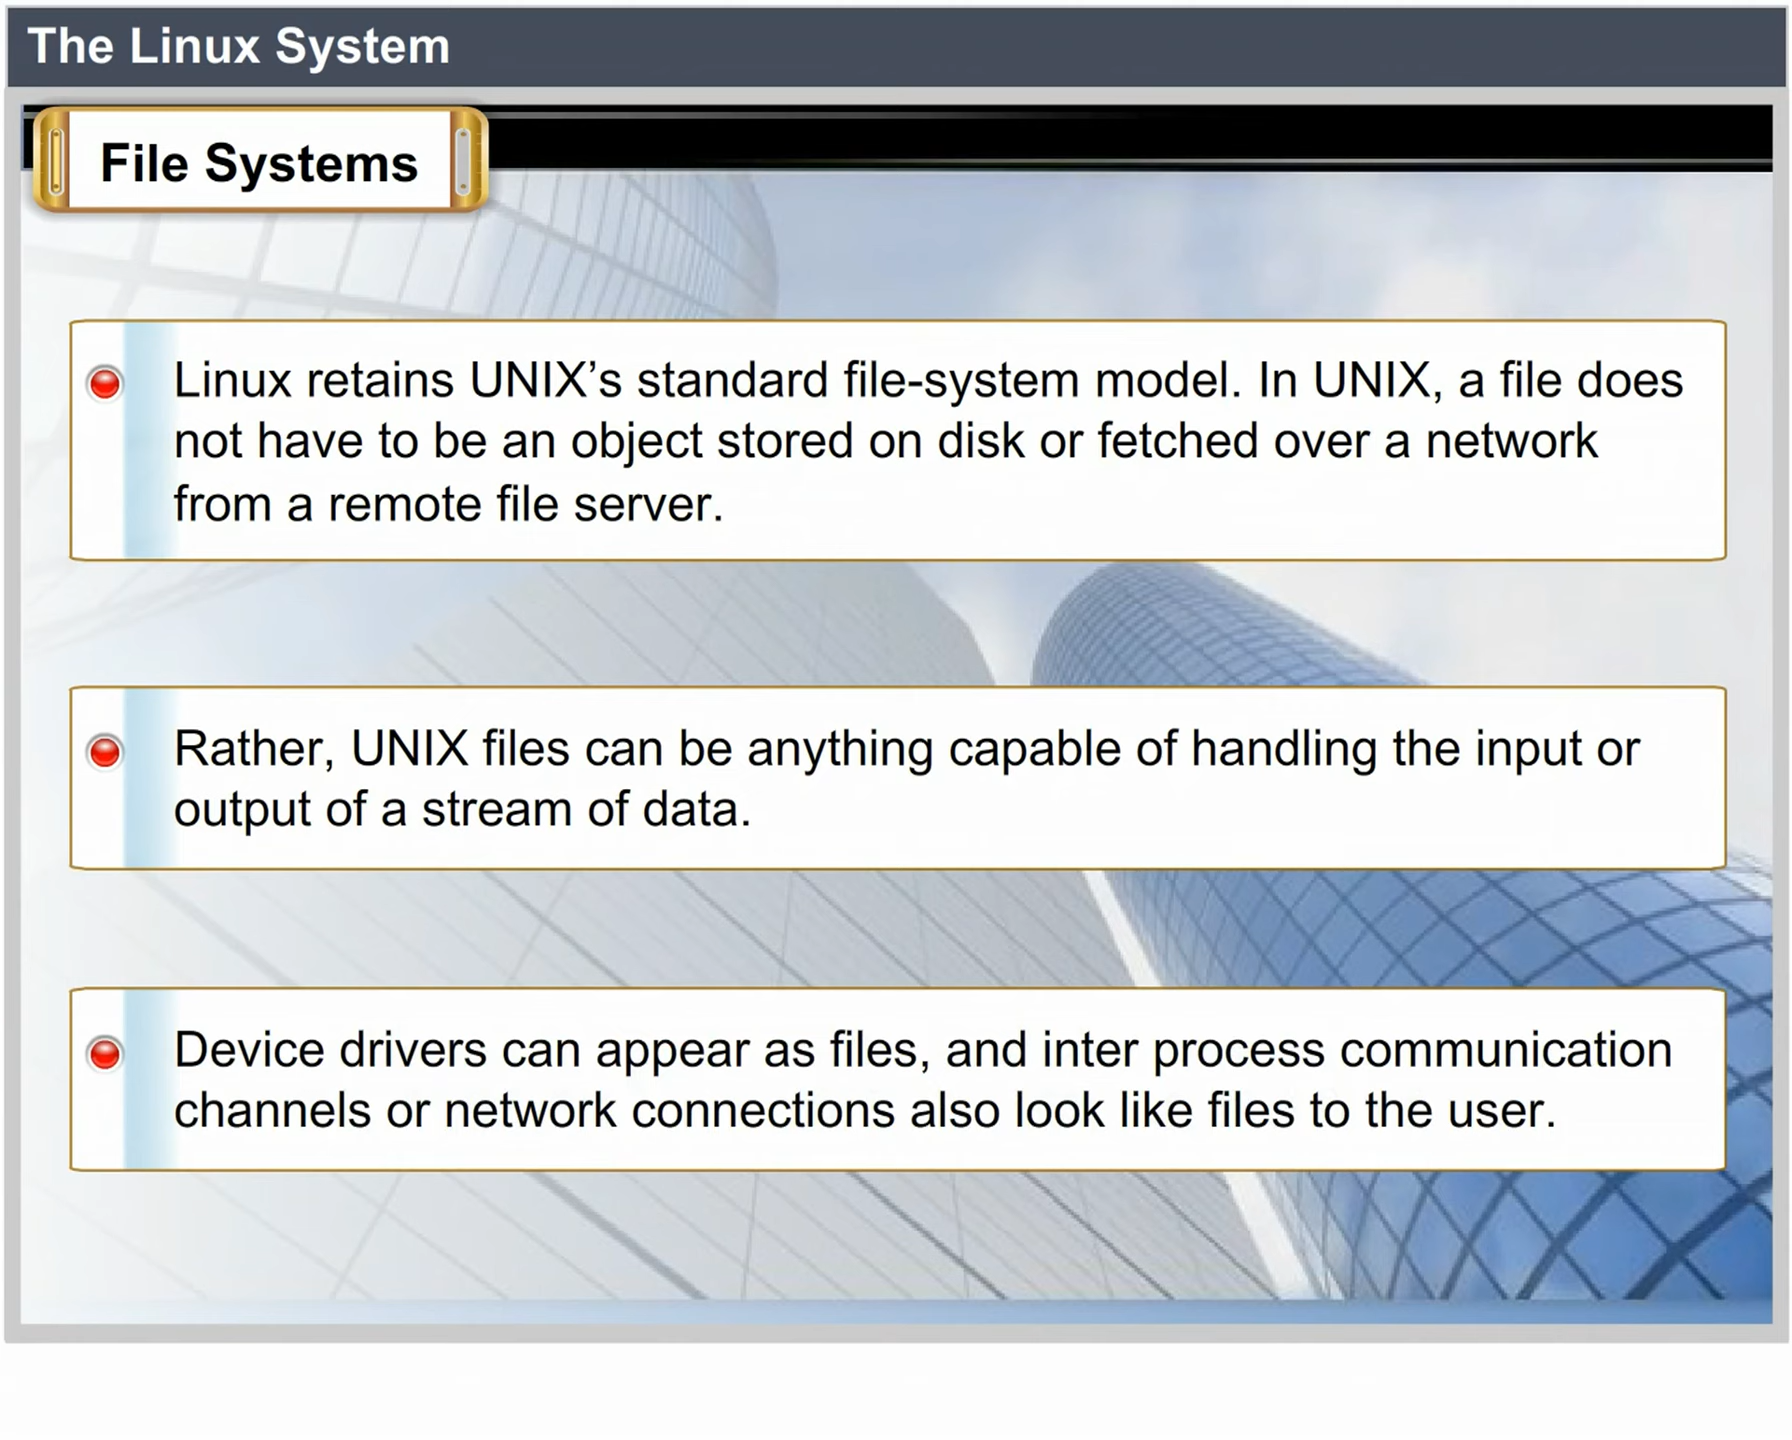 The Linux System
File Systems
Linux retains UNIX’s standard file-system model. In UNIX, a file does
not have to be an object stored on disk or fetched over a network
from a remote file server.
Rather, UNIX files can be anything capable of handling the input or
output of a stream of data.
Device drivers can appear as files, and inter process communication
channels or network connections also look like files to the user.